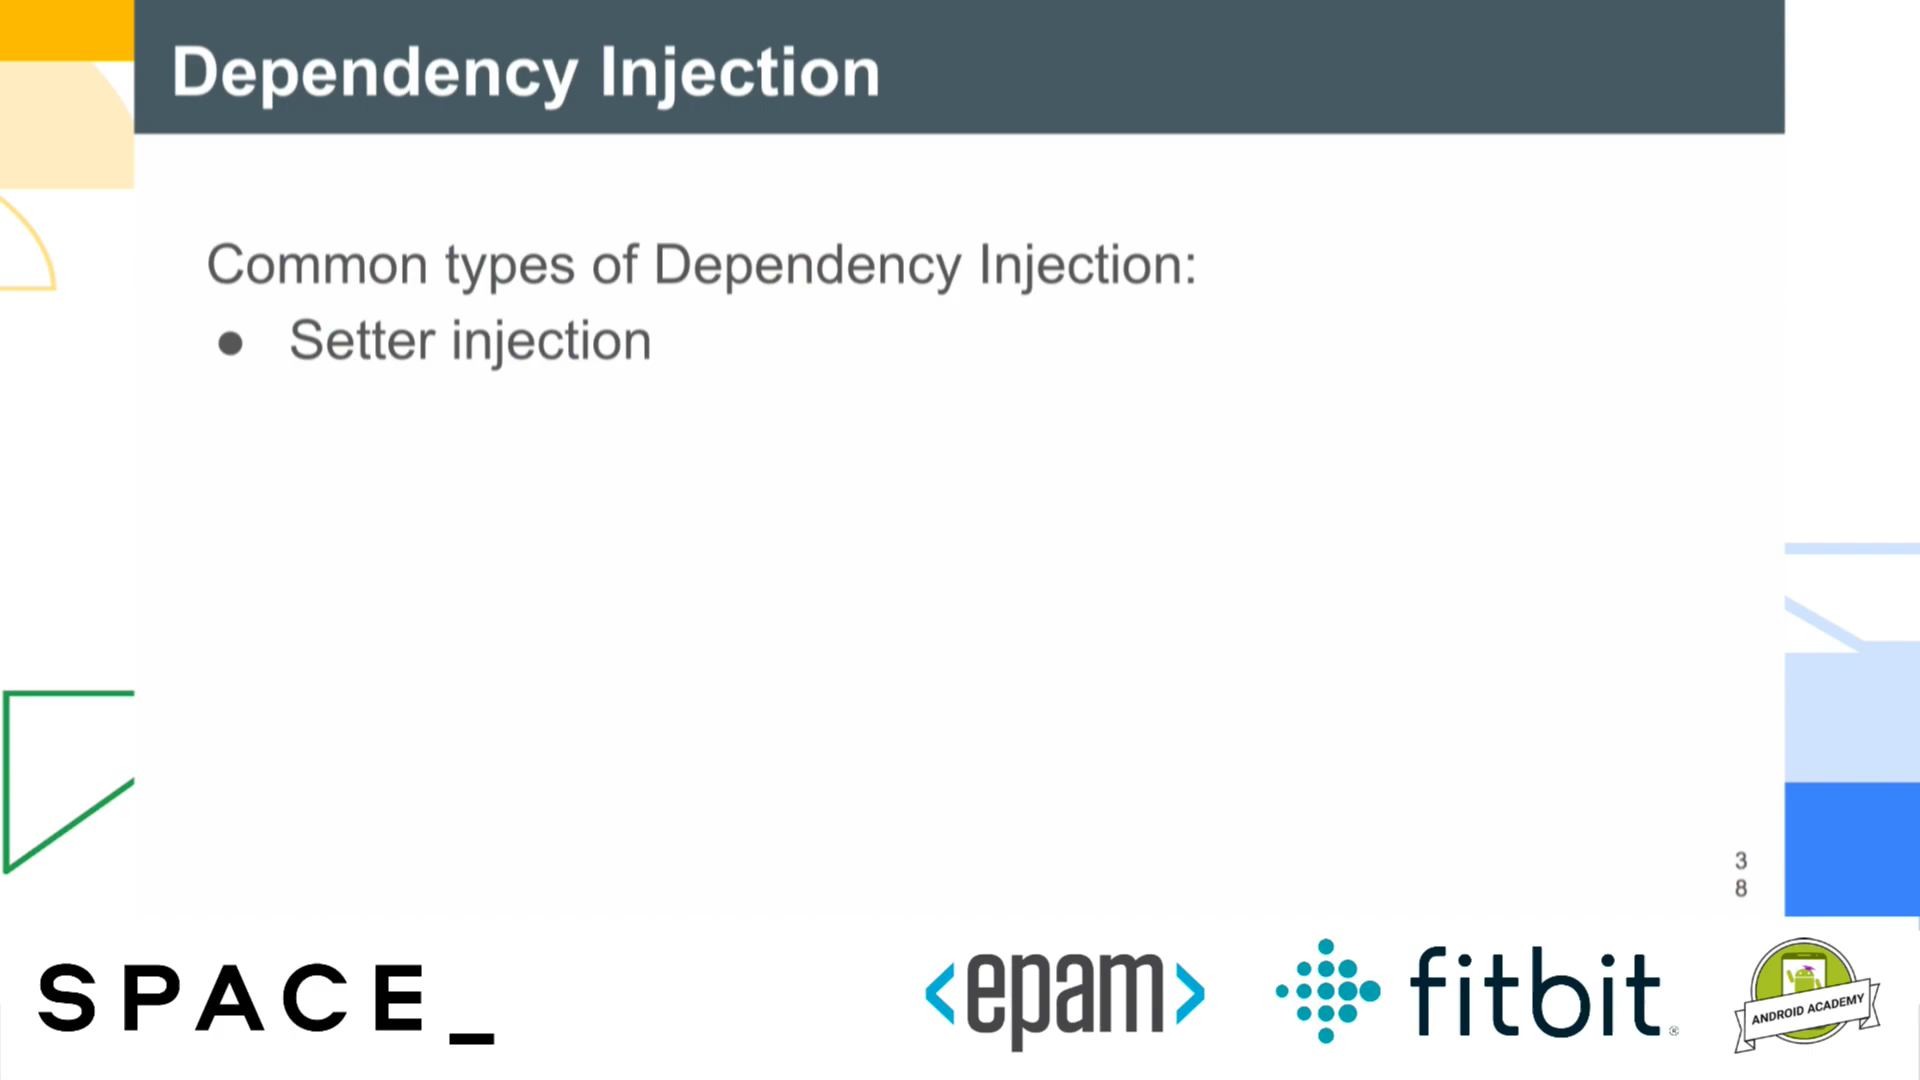 Dependency Injection
Common types of Dependency Injection:
● Setter injection
3
8
SPACE_
<epam>
fitbit®
ANDROID ACADEMY